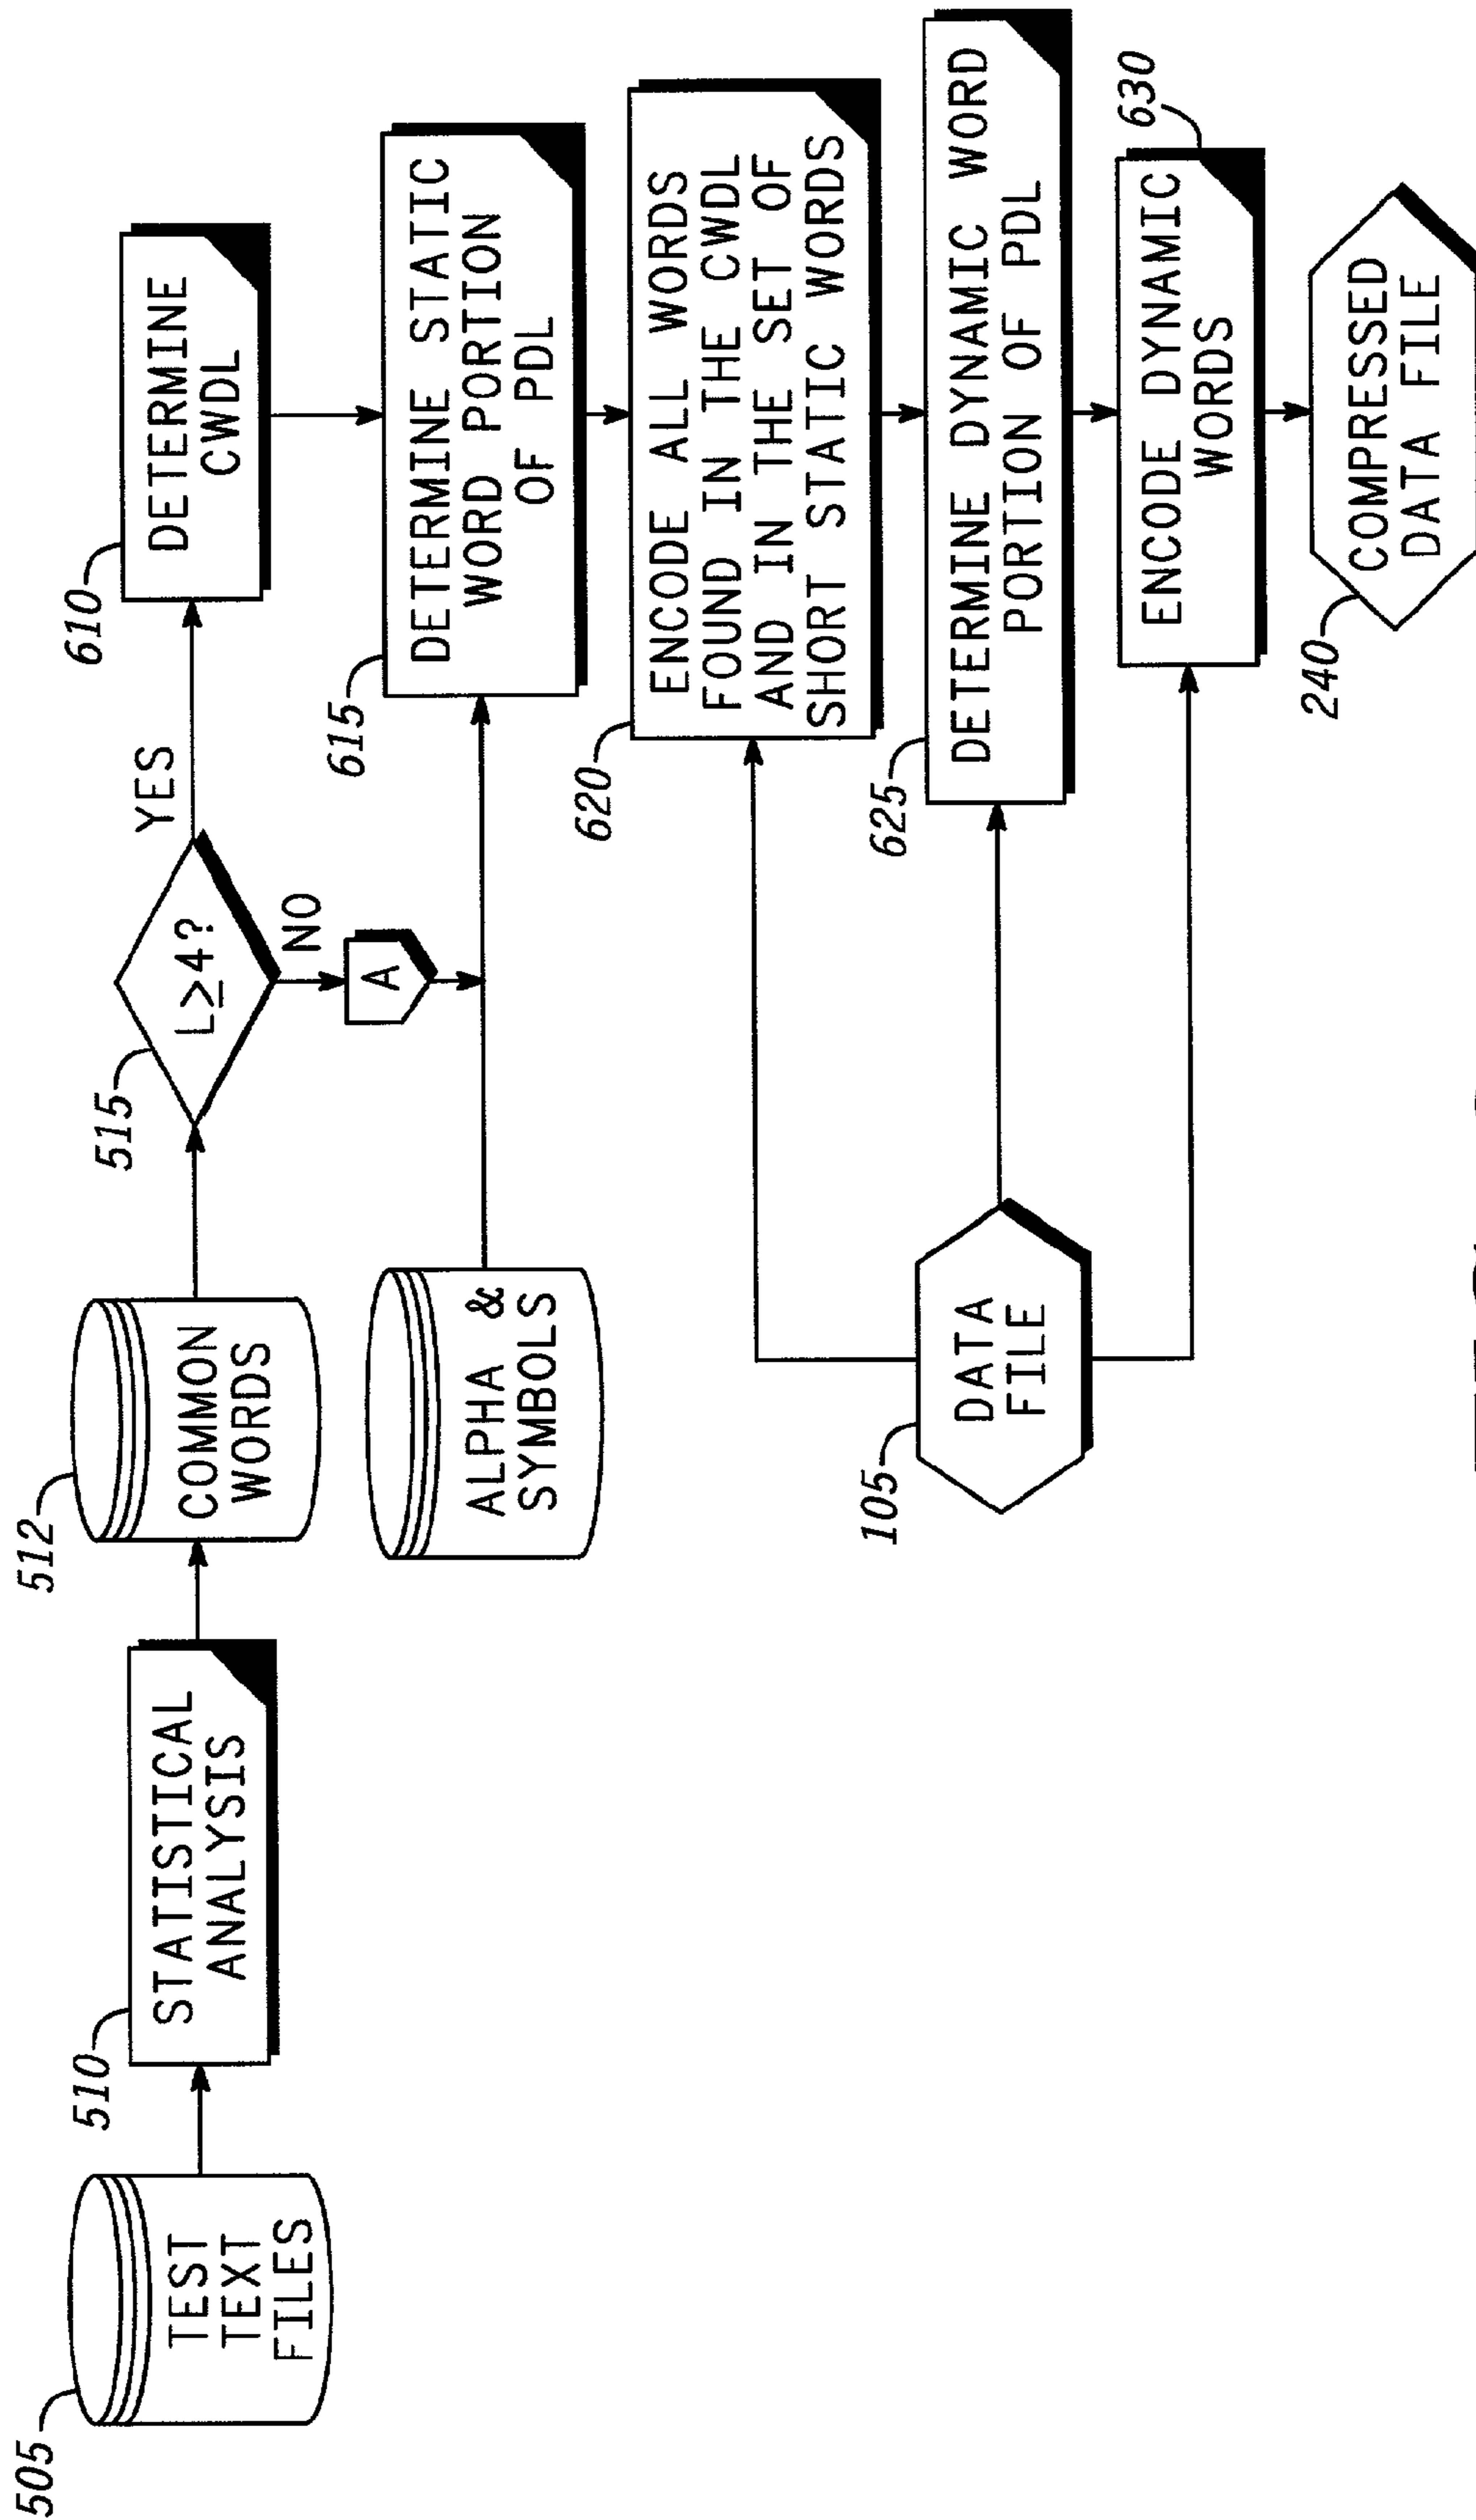 505
TEST
TEXT
FILES
510
STATISTICAL
ANALYSIS
512
COMMON
WORDS
515
L≥4?
YES
NO
A
610
DETERMINE
CWDL
ALPHA &
SYMBOLS
615
DETERMINE STATIC
WORD PORTION
OF PDL
620
ENCODE ALL WORDS
FOUND IN THE CWDL
AND IN THE SET OF
SHORT STATIC WORDS
105
DATA
FILE
625
DETERMINE DYNAMIC WORD
PORTION OF PDL
630
ENCODE DYNAMIC
WORDS
240
COMPRESSED
DATA FILE